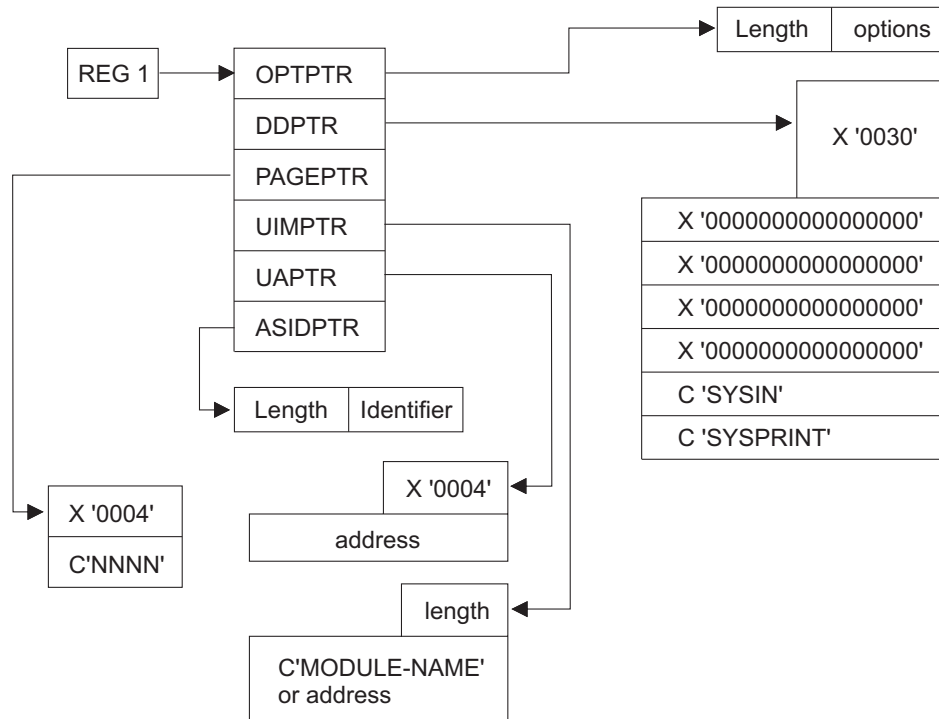 Length options
REG 1
OPTPTR
DDPTR
PAGEPTR
UIMPTR
UAPTR
ASIDPTR
X '0030'
X '0000000000000000'
X '0000000000000000'
X '0000000000000000'
X '0000000000000000'
C 'SYSIN'
C 'SYSPRINT'
Length Identifier
X '0004'
address
X '0004'
C'NNNN'
length
C'MODULE-NAME'
or address